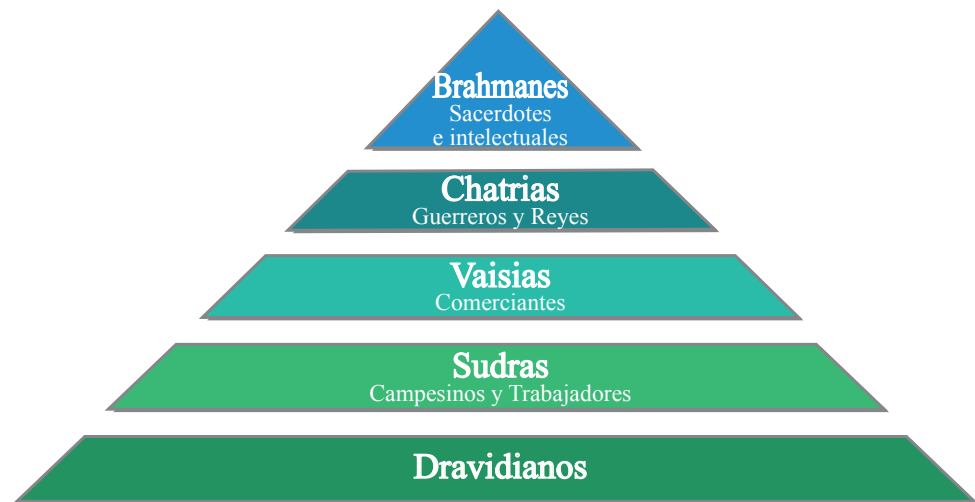 Brahmanes
Sacerdotes
e intelectuales
Chatrias
Guerreros y Reyes
Vaisias
Comerciantes
Sudras
Campesinos y Trabajadores
Dravidianos